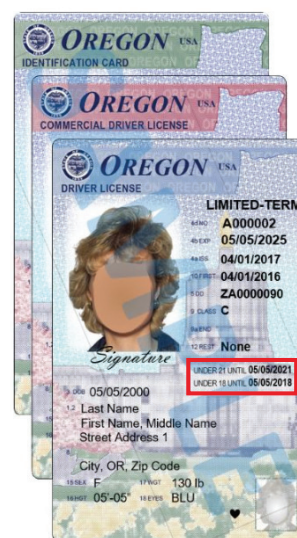 OREGON USA
IDENTIFICATION CARD
OREGON USA
COMMERCIAL DRIVER LICENSE
OREGON USA
DRIVER LICENSE
LIMITED-TERM
4d NO A000002
4b EXP 05/05/2025
4a ISS 04/01/2017
10 FIRST 04/01/2016
5 DD ZA0000090
9 CLASS C
9a END
12 REST None
Signature
UNDER 21 UNTIL 05/05/2021
UNDER 18 UNTIL 05/05/2018
3 DOB 05/05/2000
1,2 Last Name
First Name, Middle Name
Street Address 1
8
City, OR, Zip Code
15 SEX F 17 WGT 130 lb
16 HGT 05'-05" 18 EYES BLU